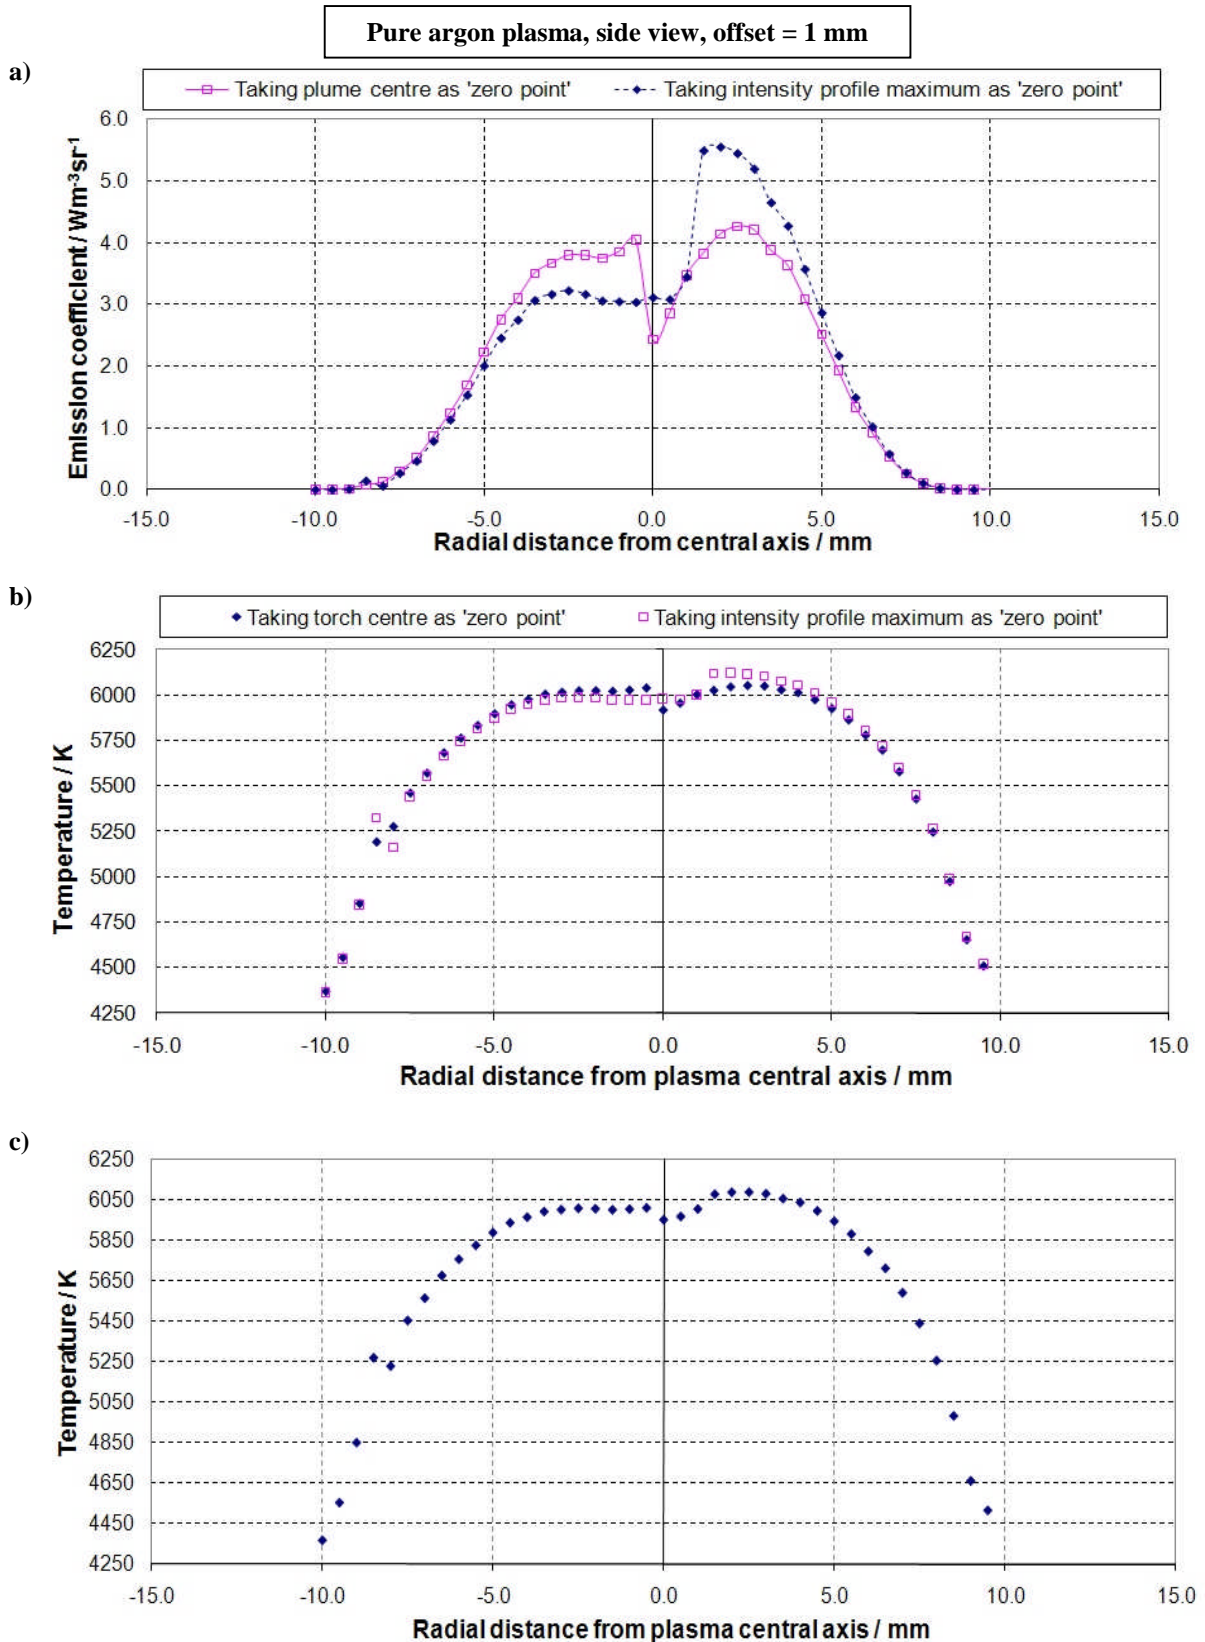 Pure argon plasma, side view, offset = 1 mm
a)
Taking plume centre as 'zero point' Taking intensity profile maximum as 'zero point'
6.0
5.0
4.0
3.0
2.0
1.0
0.0
Emission coefficient / Wm-3sr-1
-15.0 -10.0 -5.0 0.0 5.0 10.0 15.0
Radial distance from central axis / mm
b)
Taking torch centre as 'zero point' Taking intensity profile maximum as 'zero point'
6250
6000
5750
5500
5250
5000
4750
4500
4250
Temperature / K
-15.0 -10.0 -5.0 0.0 5.0 10.0 15.0
Radial distance from plasma central axis / mm
c)
6250
6050
5850
5650
5450
5250
5050
4850
4650
4450
4250
Temperature / K
-15.0 -10.0 -5.0 0.0 5.0 10.0 15.0
Radial distance from plasma central axis / mm